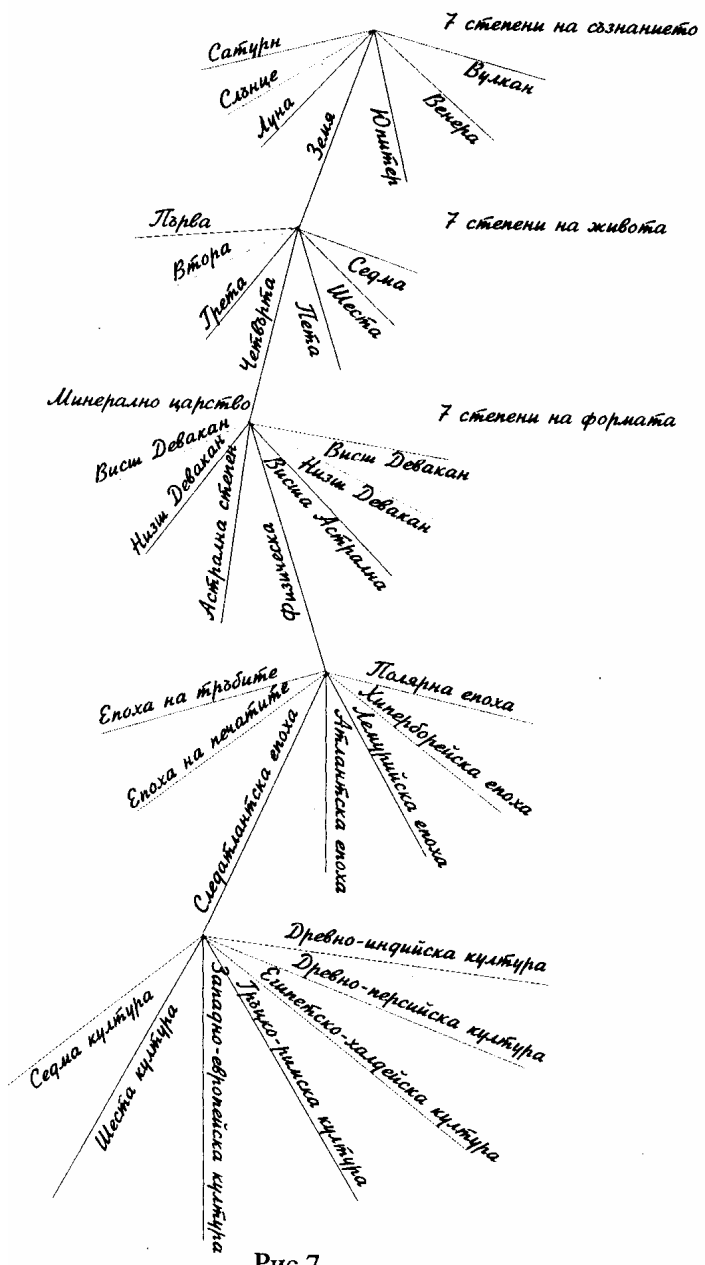 7 степени на съзнанието
Сатурн
Слънце
Луна
Земя
Юпитер
Венера
Вулкан
7 степени на живота
Първа
Втора
Трета
Четвърта
Пета
Шеста
Седма
Минерално царство
7 степени на формата
Висш Девакан
Низш Девакан
Астрална степен
Физическа
Висша Астрална
Низш Девакан
Висш Девакан
Епоха на тръбите
Епоха на печатите
Следатлантска епоха
Атлантска епоха
Лемурийска епоха
Хиперборейска епоха
Полярна епоха
Седма култура
Шеста култура
Западно-европейска култура
Гръцко-римска култура
Египетско-халдейска култура
Древно-персийска култура
Древно-индийска култура
Рис 7